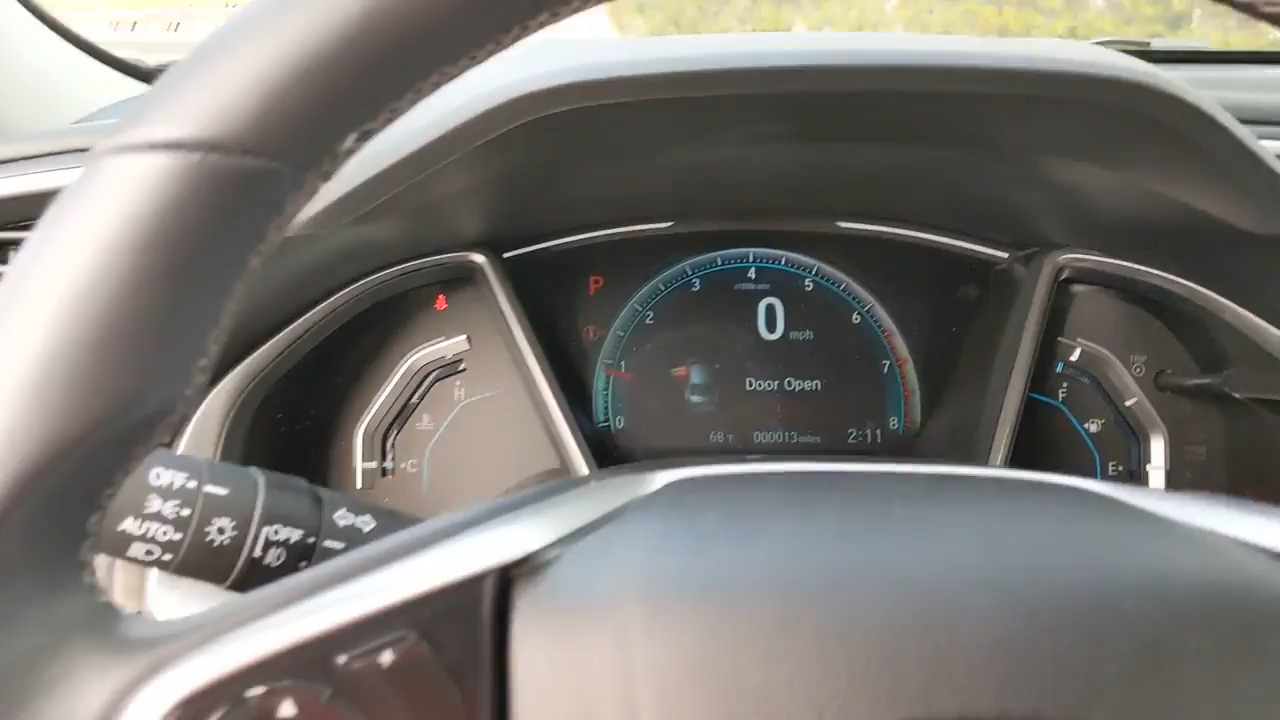 P
0 1 2 3 4 5 6 7 8
0 mph
Door Open
68°F 000013 miles 2:11
H
C
TRIP
F
E
OFF
AUTO
OFF